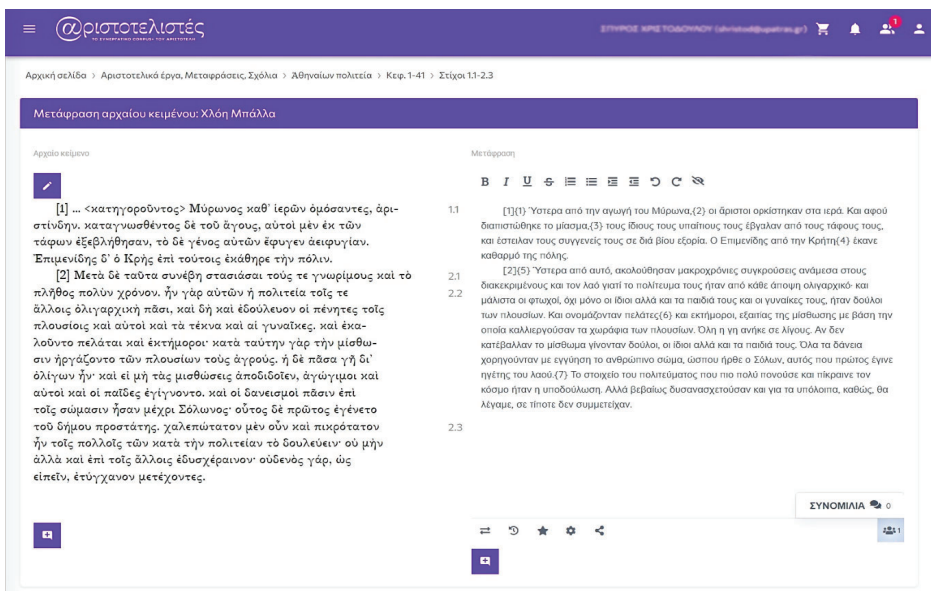 αριστοτελιστές
ΤΟ ΣΥΝΕΡΓΑΤΙΚΟ CORPUS ΤΟΥ ΑΡΙΣΤΟΤΕΛΗ
1
Αρχική σελίδα > Αριστοτελικά έργα, Μεταφράσεις, Σχόλια > Ἀθηναίων πολιτεία > Κεφ. 1-41 > Στίχοι 1.1-2.3
Μετάφραση αρχαίου κειμένου: Χλόη Μπάλλα
Αρχαίο κείμενο
[1] ... <κατηγοροῦντος> Μύρωνος καθ' ἱερῶν ὀμόσαντες, ἀρι-
στίνδην. καταγνωσθέντος δὲ τοῦ ἄγους, αὐτοὶ μὲν ἐκ τῶν
τάφων ἐξεβλήθησαν, τὸ δὲ γένος αὐτῶν ἔφυγεν ἀειφυγίαν.
Ἐπιμενίδης δ' ὁ Κρὴς ἐπὶ τούτοις ἐκάθηρε τὴν πόλιν.
[2] Μετὰ δὲ ταῦτα συνέβη στασιάσαι τούς τε γνωρίμους καὶ τὸ
πλῆθος πολὺν χρόνον. ἦν γὰρ αὐτῶν ἡ πολιτεία τοῖς τε
ἄλλοις ὀλιγαρχικὴ πᾶσι, καὶ δὴ καὶ ἐδούλευον οἱ πένητες τοῖς
πλουσίοις καὶ αὐτοὶ καὶ τὰ τέκνα καὶ αἱ γυναῖκες. καὶ ἐκα-
λοῦντο πελάται καὶ ἑκτήμοροι· κατὰ ταύτην γὰρ τὴν μίσθω-
σιν ἠργάζοντο τῶν πλουσίων τοὺς ἀγρούς. ἡ δὲ πᾶσα γῆ δι'
ὀλίγων ἦν· καὶ εἰ μὴ τὰς μισθώσεις ἀποδιδοῖεν, ἀγώγιμοι καὶ
αὐτοὶ καὶ οἱ παῖδες ἐγίγνοντο. καὶ οἱ δανεισμοὶ πᾶσιν ἐπὶ
τοῖς σώμασιν ἦσαν μέχρι Σόλωνος· οὗτος δὲ πρῶτος ἐγένετο
τοῦ δήμου προστάτης. χαλεπώτατον μὲν οὖν καὶ πικρότατον
ἦν τοῖς πολλοῖς τῶν κατὰ τὴν πολιτείαν τὸ δουλεύειν· οὐ μὴν
ἀλλὰ καὶ ἐπὶ τοῖς ἄλλοις ἐδυσχέραινον· οὐδενὸς γάρ, ὡς
εἰπεῖν, ἐτύγχανον μετέχοντες.
1.1
2.1
2.2
2.3
Μετάφραση
B I U S
[1]{1} Ύστερα από την αγωγή του Μύρωνα,{2} οι άριστοι ορκίστηκαν στα ιερά. Και αφού
διαπιστώθηκε το μίασμα,{3} τους ίδιους τους υπαίτιους τους έβγαλαν από τους τάφους τους,
και έστειλαν τους συγγενείς τους σε διά βίου εξορία. Ο Επιμενίδης από την Κρήτη{4} έκανε
καθαρμό της πόλης.
[2]{5} Ύστερα από αυτό, ακολούθησαν μακροχρόνιες συγκρούσεις ανάμεσα στους
διακεκριμένους και τον λαό γιατί το πολίτευμα τους ήταν από κάθε άποψη ολιγαρχικό· και
μάλιστα οι φτωχοί, όχι μόνο οι ίδιοι αλλά και τα παιδιά τους και οι γυναίκες τους, ήταν δούλοι
των πλουσίων. Και ονομάζονταν πελάτες{6} και εκτήμοροι, εξαιτίας της μίσθωσης με βάση την
οποία καλλιεργούσαν τα χωράφια των πλουσίων. Όλη η γη ανήκε σε λίγους. Αν δεν
κατέβαλλαν το μίσθωμα γίνονταν δούλοι, οι ίδιοι αλλά και τα παιδιά τους. Όλα τα δάνεια
χορηγούνταν με εγγύηση το ανθρώπινο σώμα, ώσπου ήρθε ο Σόλων, αυτός που πρώτος έγινε
ηγέτης του λαού.{7} Το στοιχείο του πολιτεύματος που πιο πολύ πονούσε και πίκραινε τον
κόσμο ήταν η υποδούλωση. Αλλά βεβαίως δυσανασχετούσαν και για τα υπόλοιπα, καθώς, θα
λέγαμε, σε τίποτε δεν συμμετείχαν.
ΣΥΝΟΜΙΛΙΑ 0
1